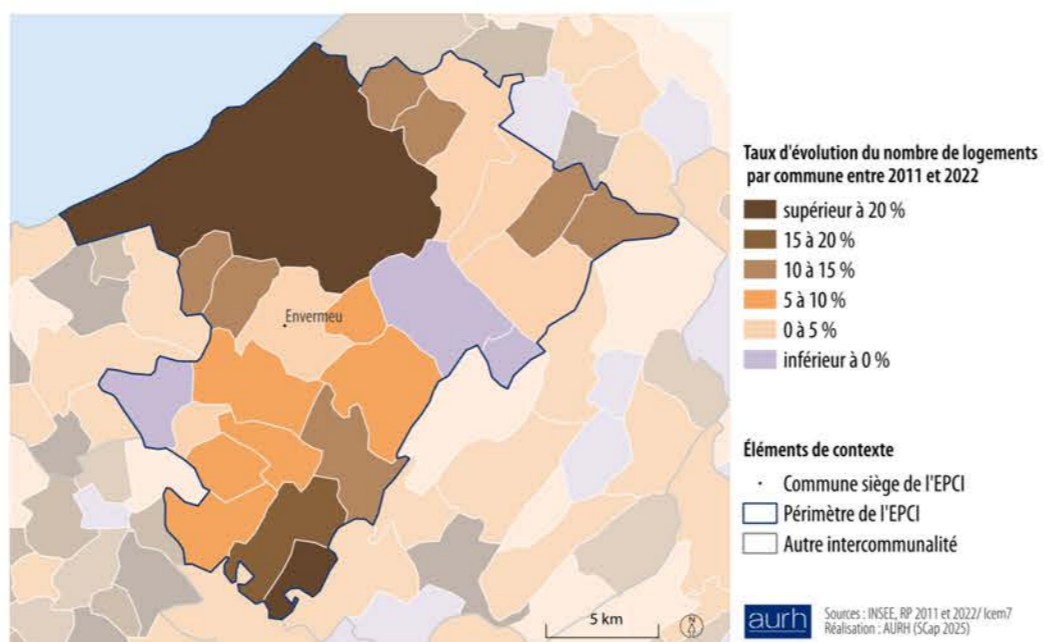 Envermeu
5 km
N
Taux d'évolution du nombre de logements
par commune entre 2011 et 2022
supérieur à 20 %
15 à 20 %
10 à 15 %
5 à 10 %
0 à 5 %
inférieur à 0 %
Éléments de contexte
Commune siège de l'EPCI
Périmètre de l'EPCI
Autre intercommunalité
aurh
Sources : INSEE, RP 2011 et 2022/ Icem7
Réalisation : AURH (SCap 2025)